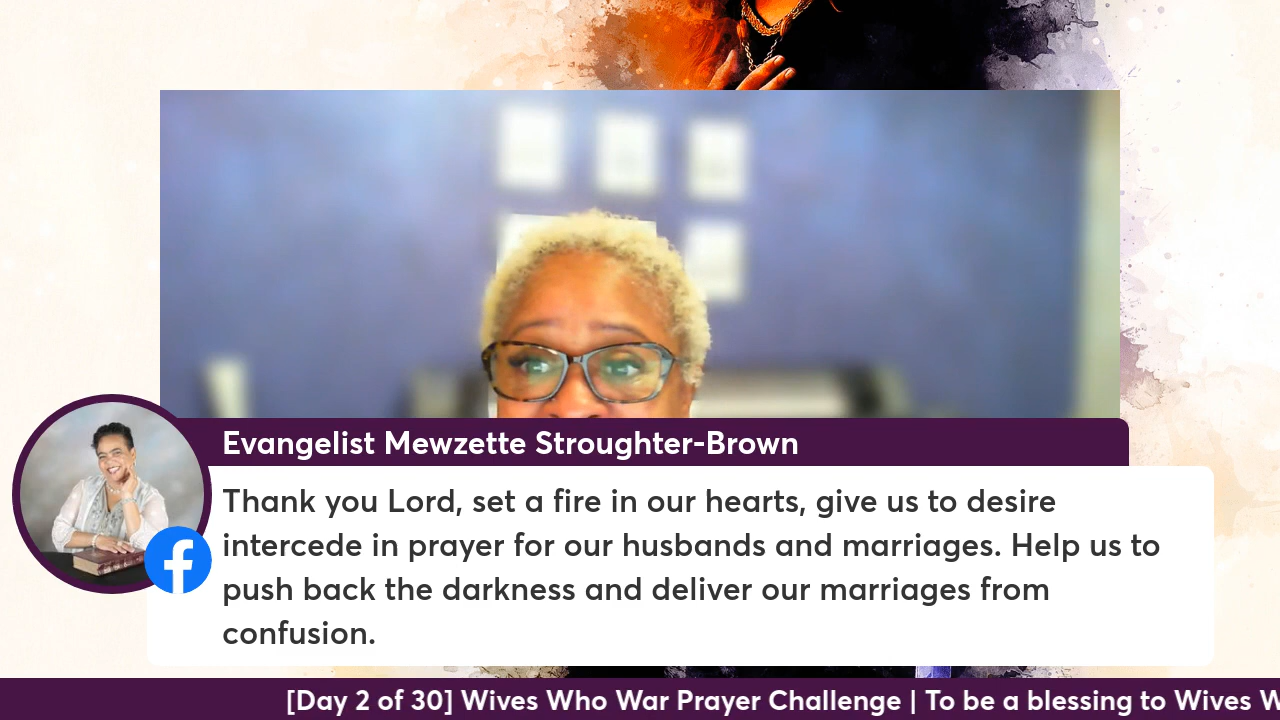 Evangelist Mewzette Stroughter-Brown
Thank you Lord, set a fire in our hearts, give us to desire
intercede in prayer for our husbands and marriages. Help us to
push back the darkness and deliver our marriages from
confusion.
[Day 2 of 30] Wives Who War Prayer Challenge | To be a blessing to Wives